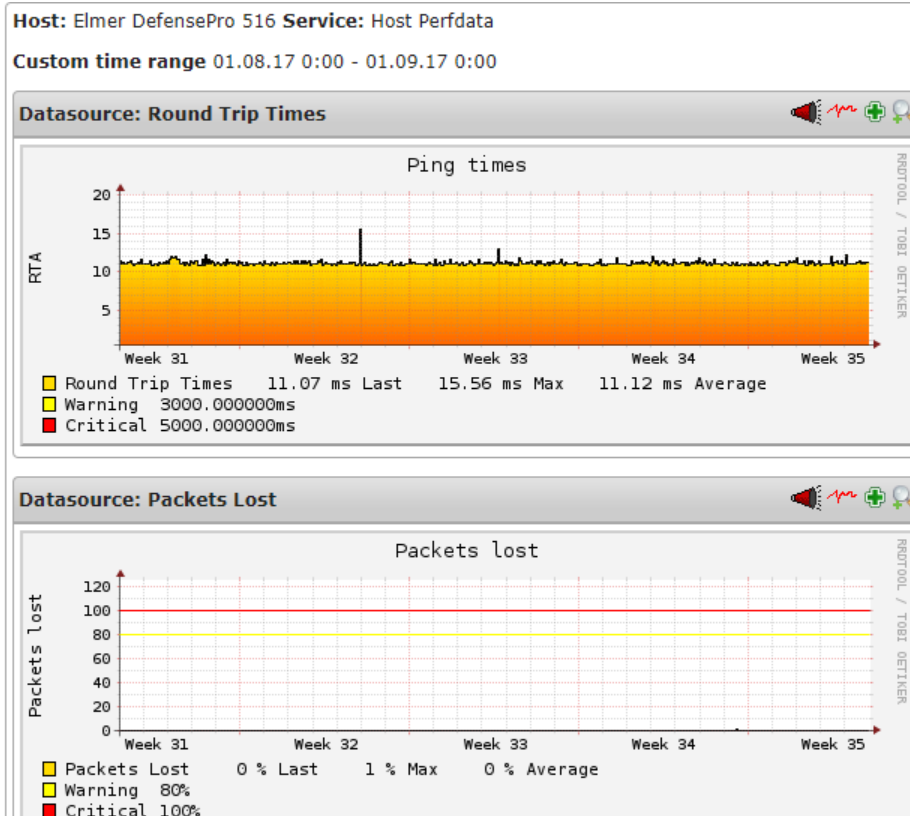 Host: Elmer DefensePro 516 Service: Host Perfdata
Custom time range 01.08.17 0:00 - 01.09.17 0:00
Datasource: Round Trip Times
Ping times
RRDTOOL / TOBI OETIKER
RTA
20
15
10
5
Week 31 Week 32 Week 33 Week 34 Week 35
Round Trip Times 11.07 ms Last 15.56 ms Max 11.12 ms Average
Warning 3000.000000ms
Critical 5000.000000ms
Datasource: Packets Lost
Packets lost
RRDTOOL / TOBI OETIKER
Packets lost
120
100
80
60
40
20
0
Week 31 Week 32 Week 33 Week 34 Week 35
Packets Lost 0 % Last 1 % Max 0 % Average
Warning 80%
Critical 100%